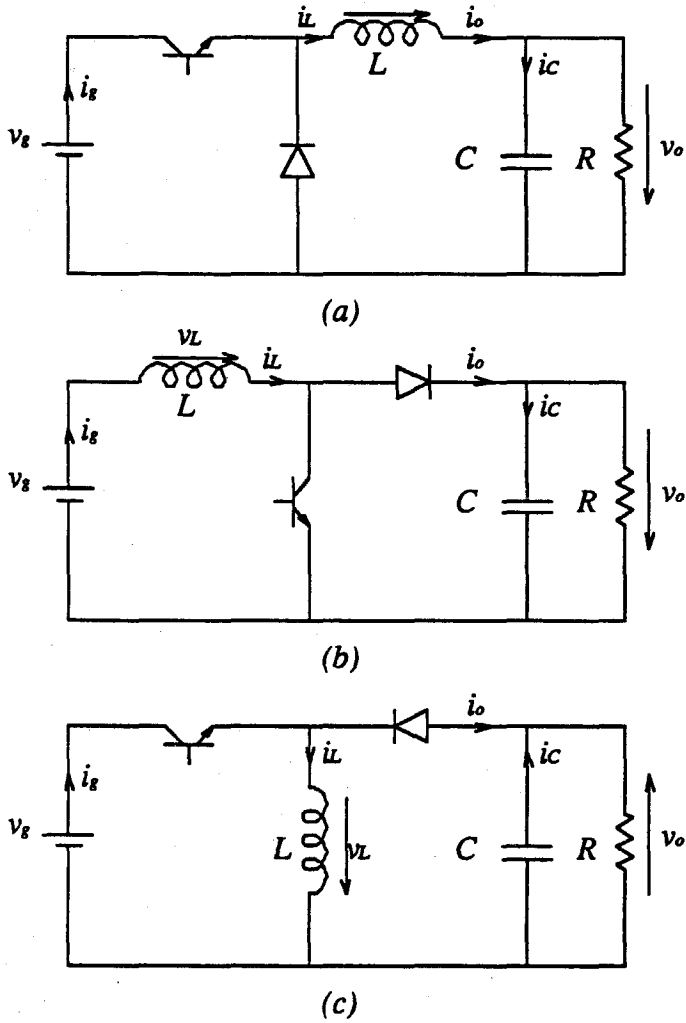 iL io
L
ig iC
vg C R vo
(a)
vL iL io
L
ig iC
vg C R vo
(b)
io
ig iL iC
vg L vL C R vo
(c)